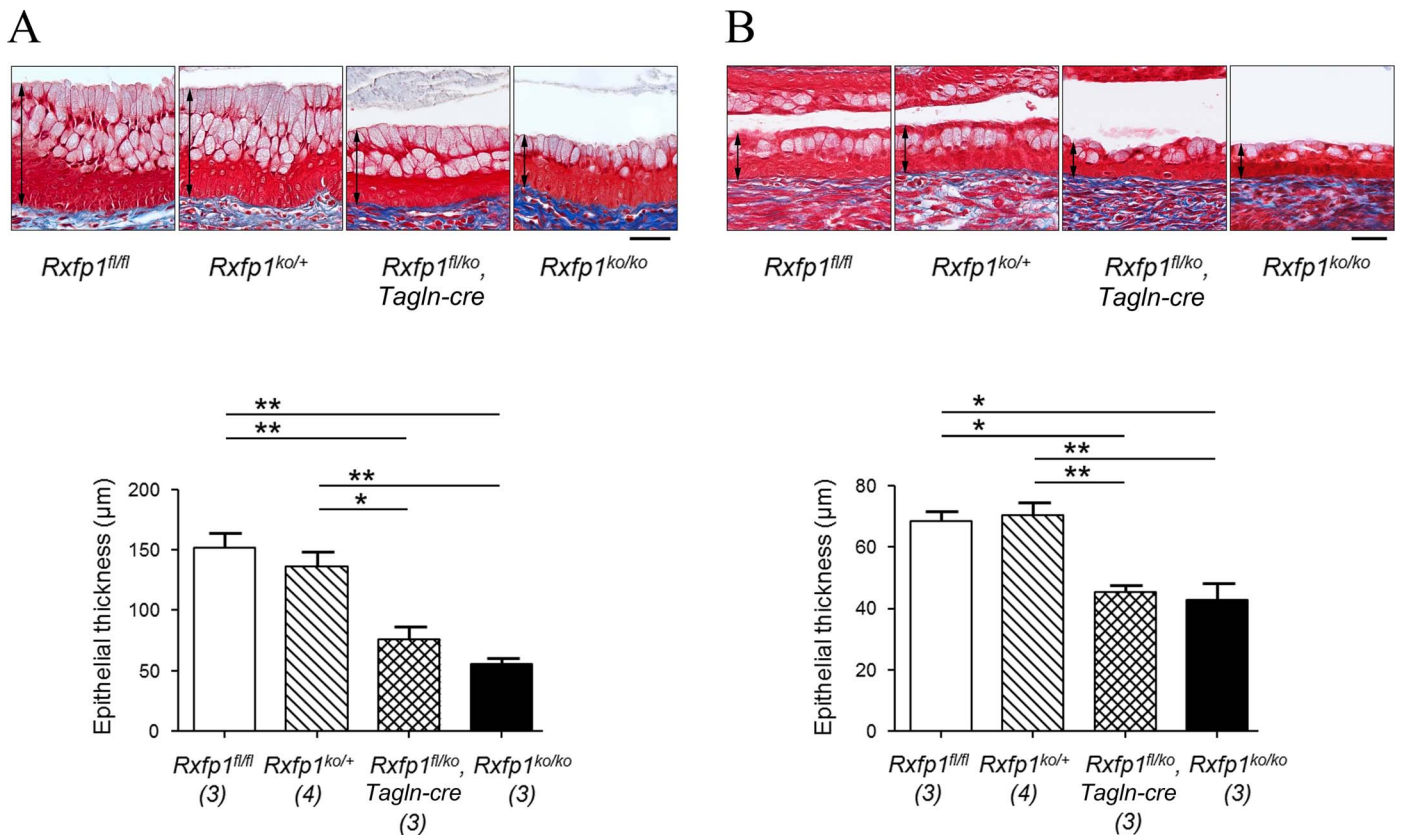 A
Rxfp1fl/fl
Rxfp1ko/+
Rxfp1fl/ko,
Tagln-cre
Rxfp1ko/ko
**
**
**
*
Epithelial thickness (μm)
200
150
100
50
0
Rxfp1fl/fl
(3)
Rxfp1ko/+
(4)
Rxfp1fl/ko,
Tagln-cre
(3)
Rxfp1ko/ko
(3)
B
Rxfp1fl/fl
Rxfp1ko/+
Rxfp1fl/ko,
Tagln-cre
Rxfp1ko/ko
*
*
**
**
Epithelial thickness (μm)
80
60
40
20
0
Rxfp1fl/fl
(3)
Rxfp1ko/+
(4)
Rxfp1fl/ko,
Tagln-cre
(3)
Rxfp1ko/ko
(3)